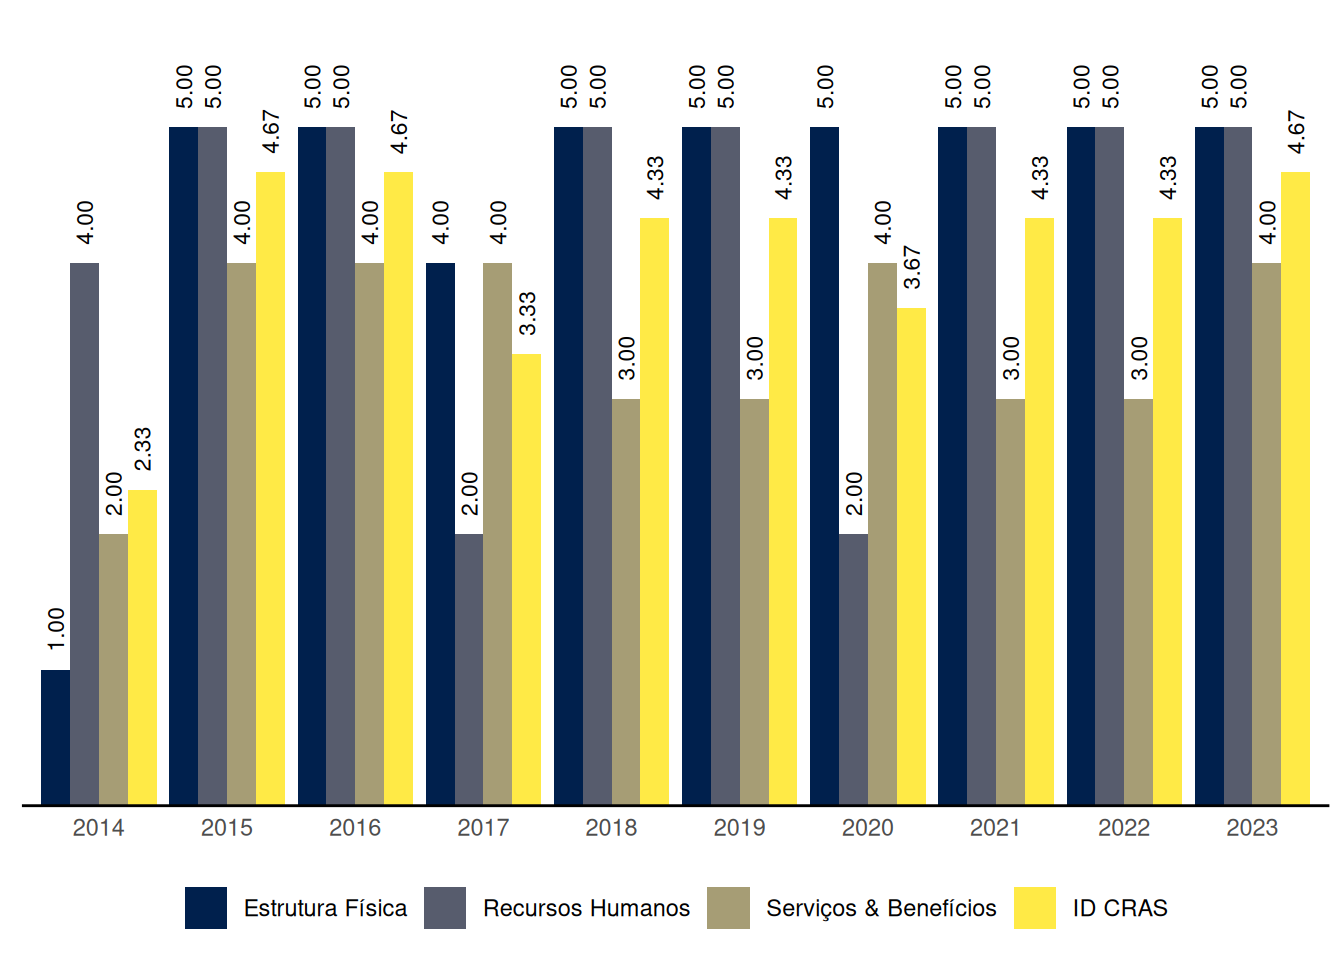 5.00 5.00 5.00 5.00 5.00 5.00 5.00 5.00 5.00 5.00 5.00 5.00 5.00 5.00 5.00
4.67 4.67 4.67
4.33 4.33 4.33 4.33
4.00 4.00 4.00 4.00 4.00 4.00 4.00
3.67
3.33
3.00 3.00 3.00 3.00
2.33
2.00 2.00 2.00
1.00
2014 2015 2016 2017 2018 2019 2020 2021 2022 2023
Estrutura Física Recursos Humanos Serviços & Benefícios ID CRAS